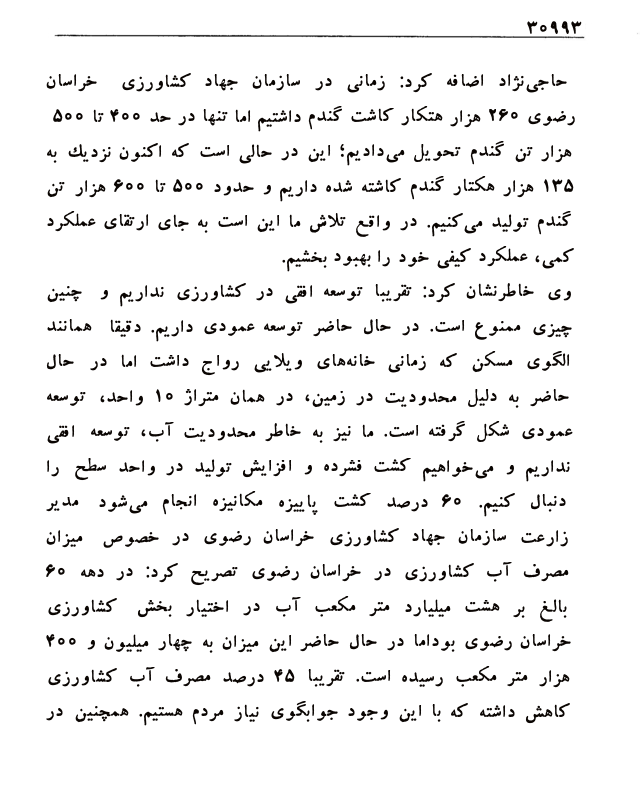 ۳۰۹۹۳
حاجی‌نژاد اضافه کرد: زمانی در سازمان جهاد کشاورزی خراسان
رضوی ۲۶۰ هزار هتکار کاشت گندم داشتیم اما تنها در حد ۴۰۰ تا ۵۰۰
هزار تن گندم تحویل می‌دادیم؛ این در حالی است که اکنون نزدیك به
۱۳۵ هزار هکتار گندم کاشته شده داریم و حدود ۵۰۰ تا ۶۰۰ هزار تن
گندم تولید می‌کنیم. در واقع تلاش ما این است به جای ارتقای عملکرد
کمی، عملکرد کیفی خود را بهبود بخشیم.
وی خاطرنشان کرد: تقریبا توسعه افقی در کشاورزی نداریم و چنین
چیزی ممنوع است. در حال حاضر توسعه عمودی داریم. دقیقا همانند
الگوی مسکن که زمانی خانه‌های ویلایی رواج داشت اما در حال
حاضر به دلیل محدودیت در زمین، در همان متراژ ۱۰ واحد، توسعه
عمودی شکل گرفته است. ما نیز به خاطر محدودیت آب، توسعه افقی
نداریم و می‌خواهیم کشت فشرده و افزایش تولید در واحد سطح را
دنبال کنیم. ۶۰ درصد کشت پاییزه مکانیزه انجام می‌شود مدیر
زارعت سازمان جهاد کشاورزی خراسان رضوی در خصوص میزان
مصرف آب کشاورزی در خراسان رضوی تصریح کرد: در دهه ۶۰
بالغ بر هشت میلیارد متر مکعب آب در اختیار بخش کشاورزی
خراسان رضوی بوداما در حال حاضر این میزان به چهار میلیون و ۴۰۰
هزار متر مکعب رسیده است. تقریبا ۴۵ درصد مصرف آب کشاورزی
کاهش داشته که با این وجود جوابگوی نیاز مردم هستیم. همچنین در